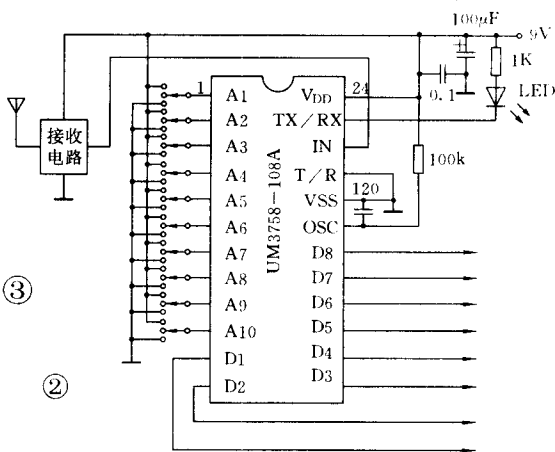 100μF
9V
1K
LED
0.1
100k
120
接收
电路
1
24
A1
A2
A3
A4
A5
A6
A7
A8
A9
A10
D1
D2
UM3758-108A
VDD
TX/RX
IN
T/R
VSS
OSC
D8
D7
D6
D5
D4
D3
③
②